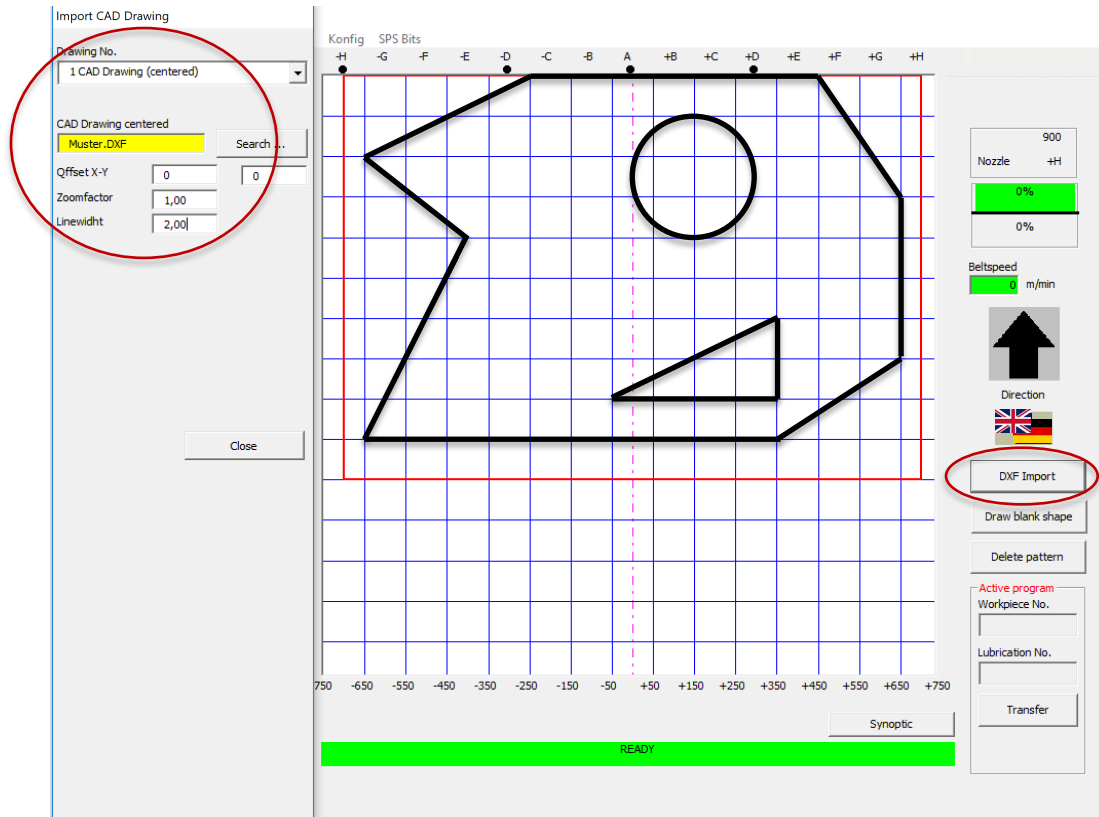 Import CAD Drawing
Drawing No.
1 CAD Drawing (centered)
CAD Drawing centered
Muster.DXF
Search ...
Qffset X-Y 0 0
Zoomfactor 1,00
Linewidht 2,00
Close
Konfig SPS Bits
-H -G -F -E -D -C -B A +B +C +D +E +F +G +H
750 -650 -550 -450 -350 -250 -150 -50 +50 +150 +250 +350 +450 +550 +650 +750
Synoptic
READY
900
Nozzle +H
0%
0%
Beltspeed
0 m/min
Direction
DXF Import
Draw blank shape
Delete pattern
Active program
Workpiece No.
Lubrication No.
Transfer